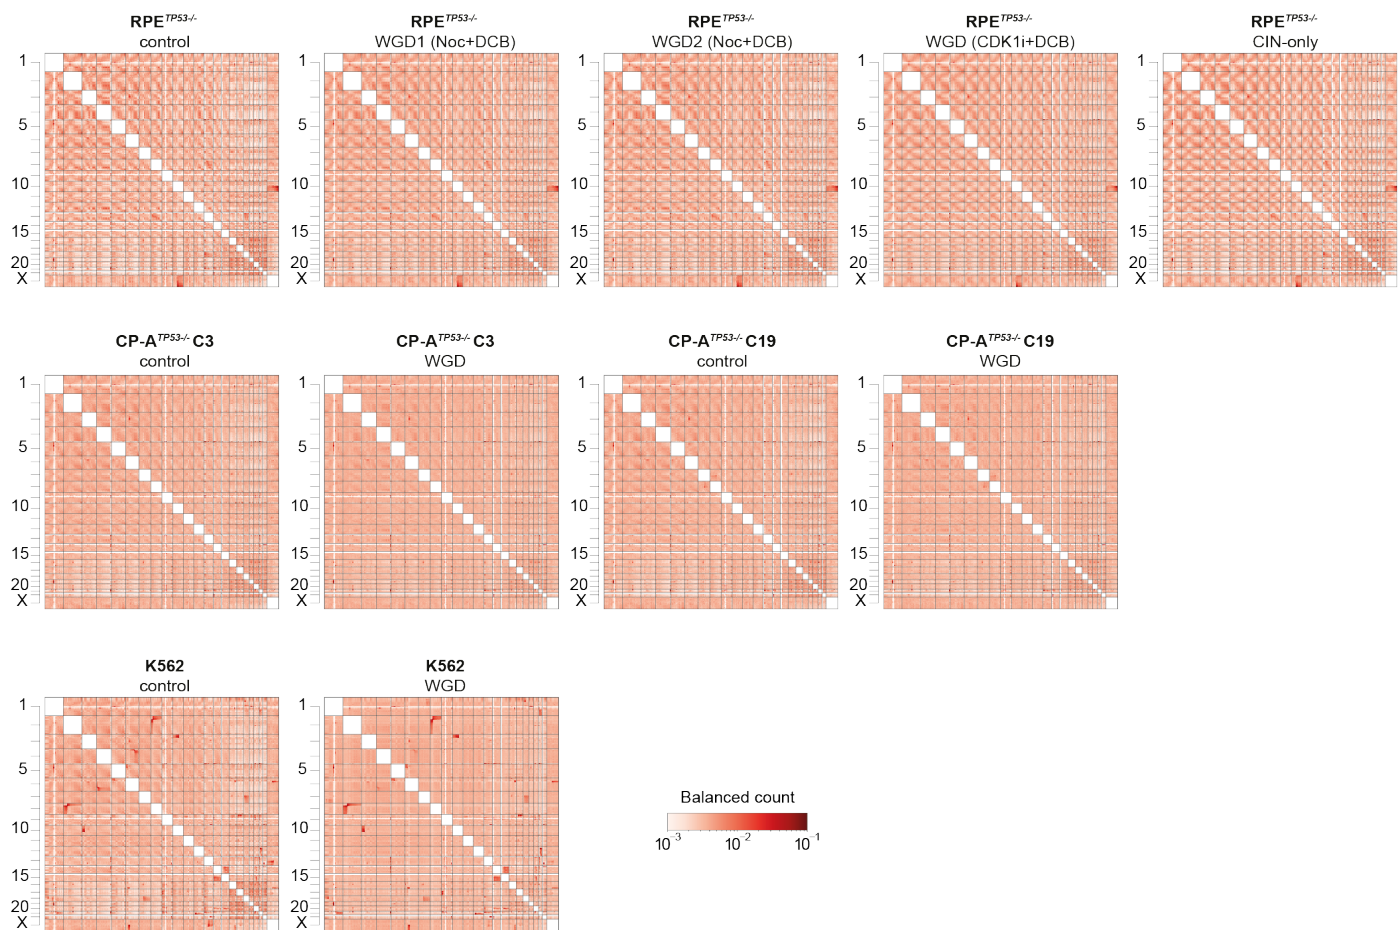 RPE^TP53-/- RPE^TP53-/- RPE^TP53-/- RPE^TP53-/- RPE^TP53-/-
control WGD1 (Noc+DCB) WGD2 (Noc+DCB) WGD (CDK1i+DCB) CIN-only
1 1 1 1 1
5 5 5 5 5
10 10 10 10 10
15 15 15 15 15
20 20 20 20 20
X X X X X
CP-A^TP53-/- C3 CP-A^TP53-/- C3 CP-A^TP53-/- C19 CP-A^TP53-/- C19
control WGD control WGD
1 1 1 1
5 5 5 5
10 10 10 10
15 15 15 15
20 20 20 20
X X X X
K562 K562
control WGD
1 1
5 5
10 10
15 15
20 20
X X
Balanced count
10^-3 10^-2 10^-1